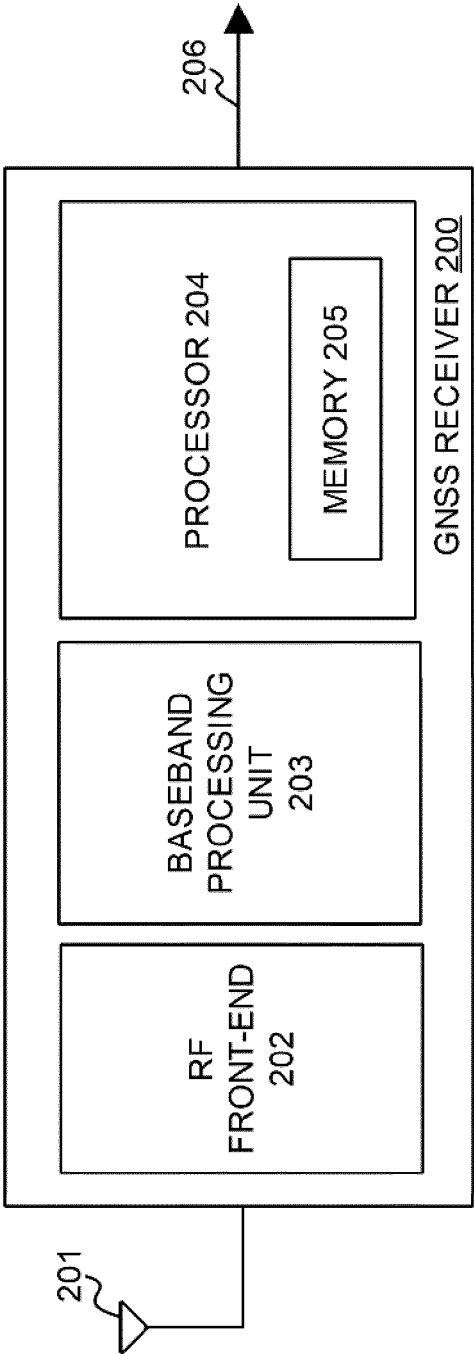 201
RF
FRONT-END
202
BASEBAND
PROCESSING
UNIT
203
PROCESSOR 204
MEMORY 205
GNSS RECEIVER 200
206